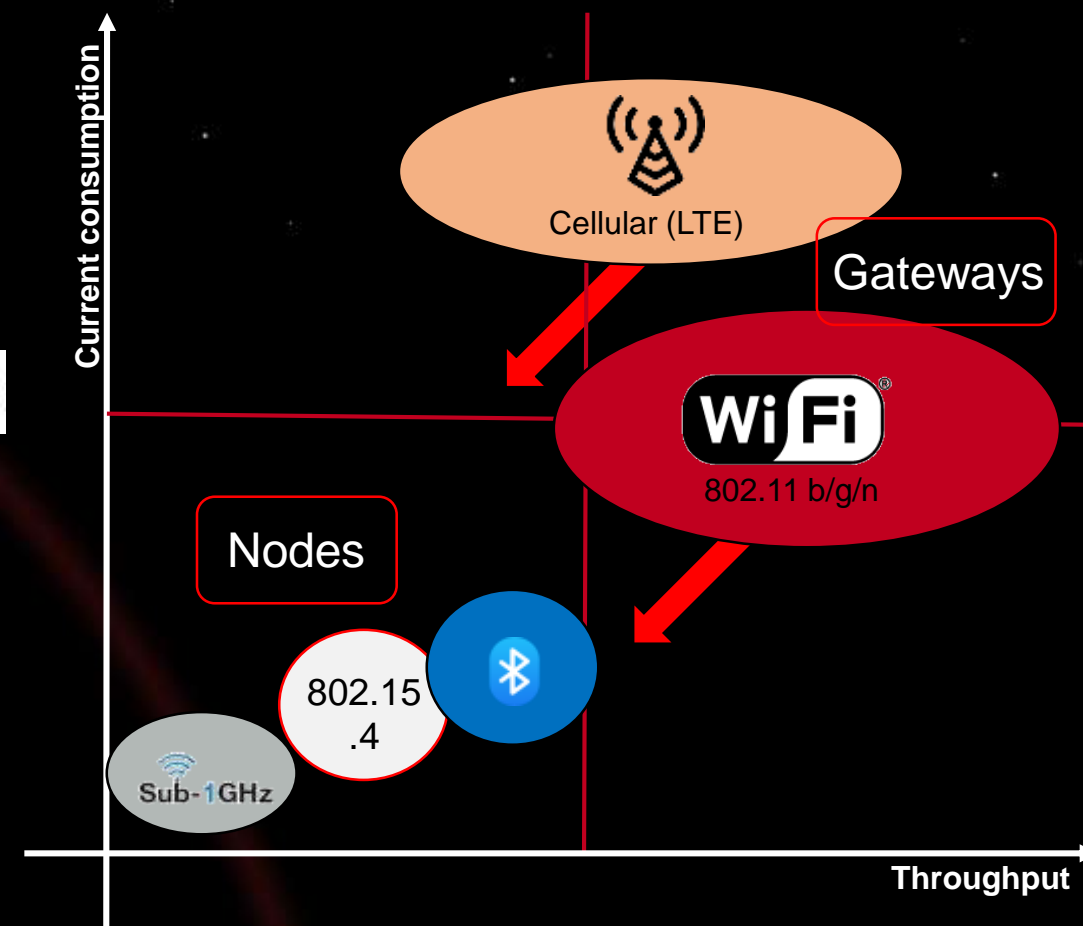 Current consumption
Cellular (LTE)
Gateways
WiFi®
802.11 b/g/n
Nodes
802.15
.4
Sub-1GHz
Throughput